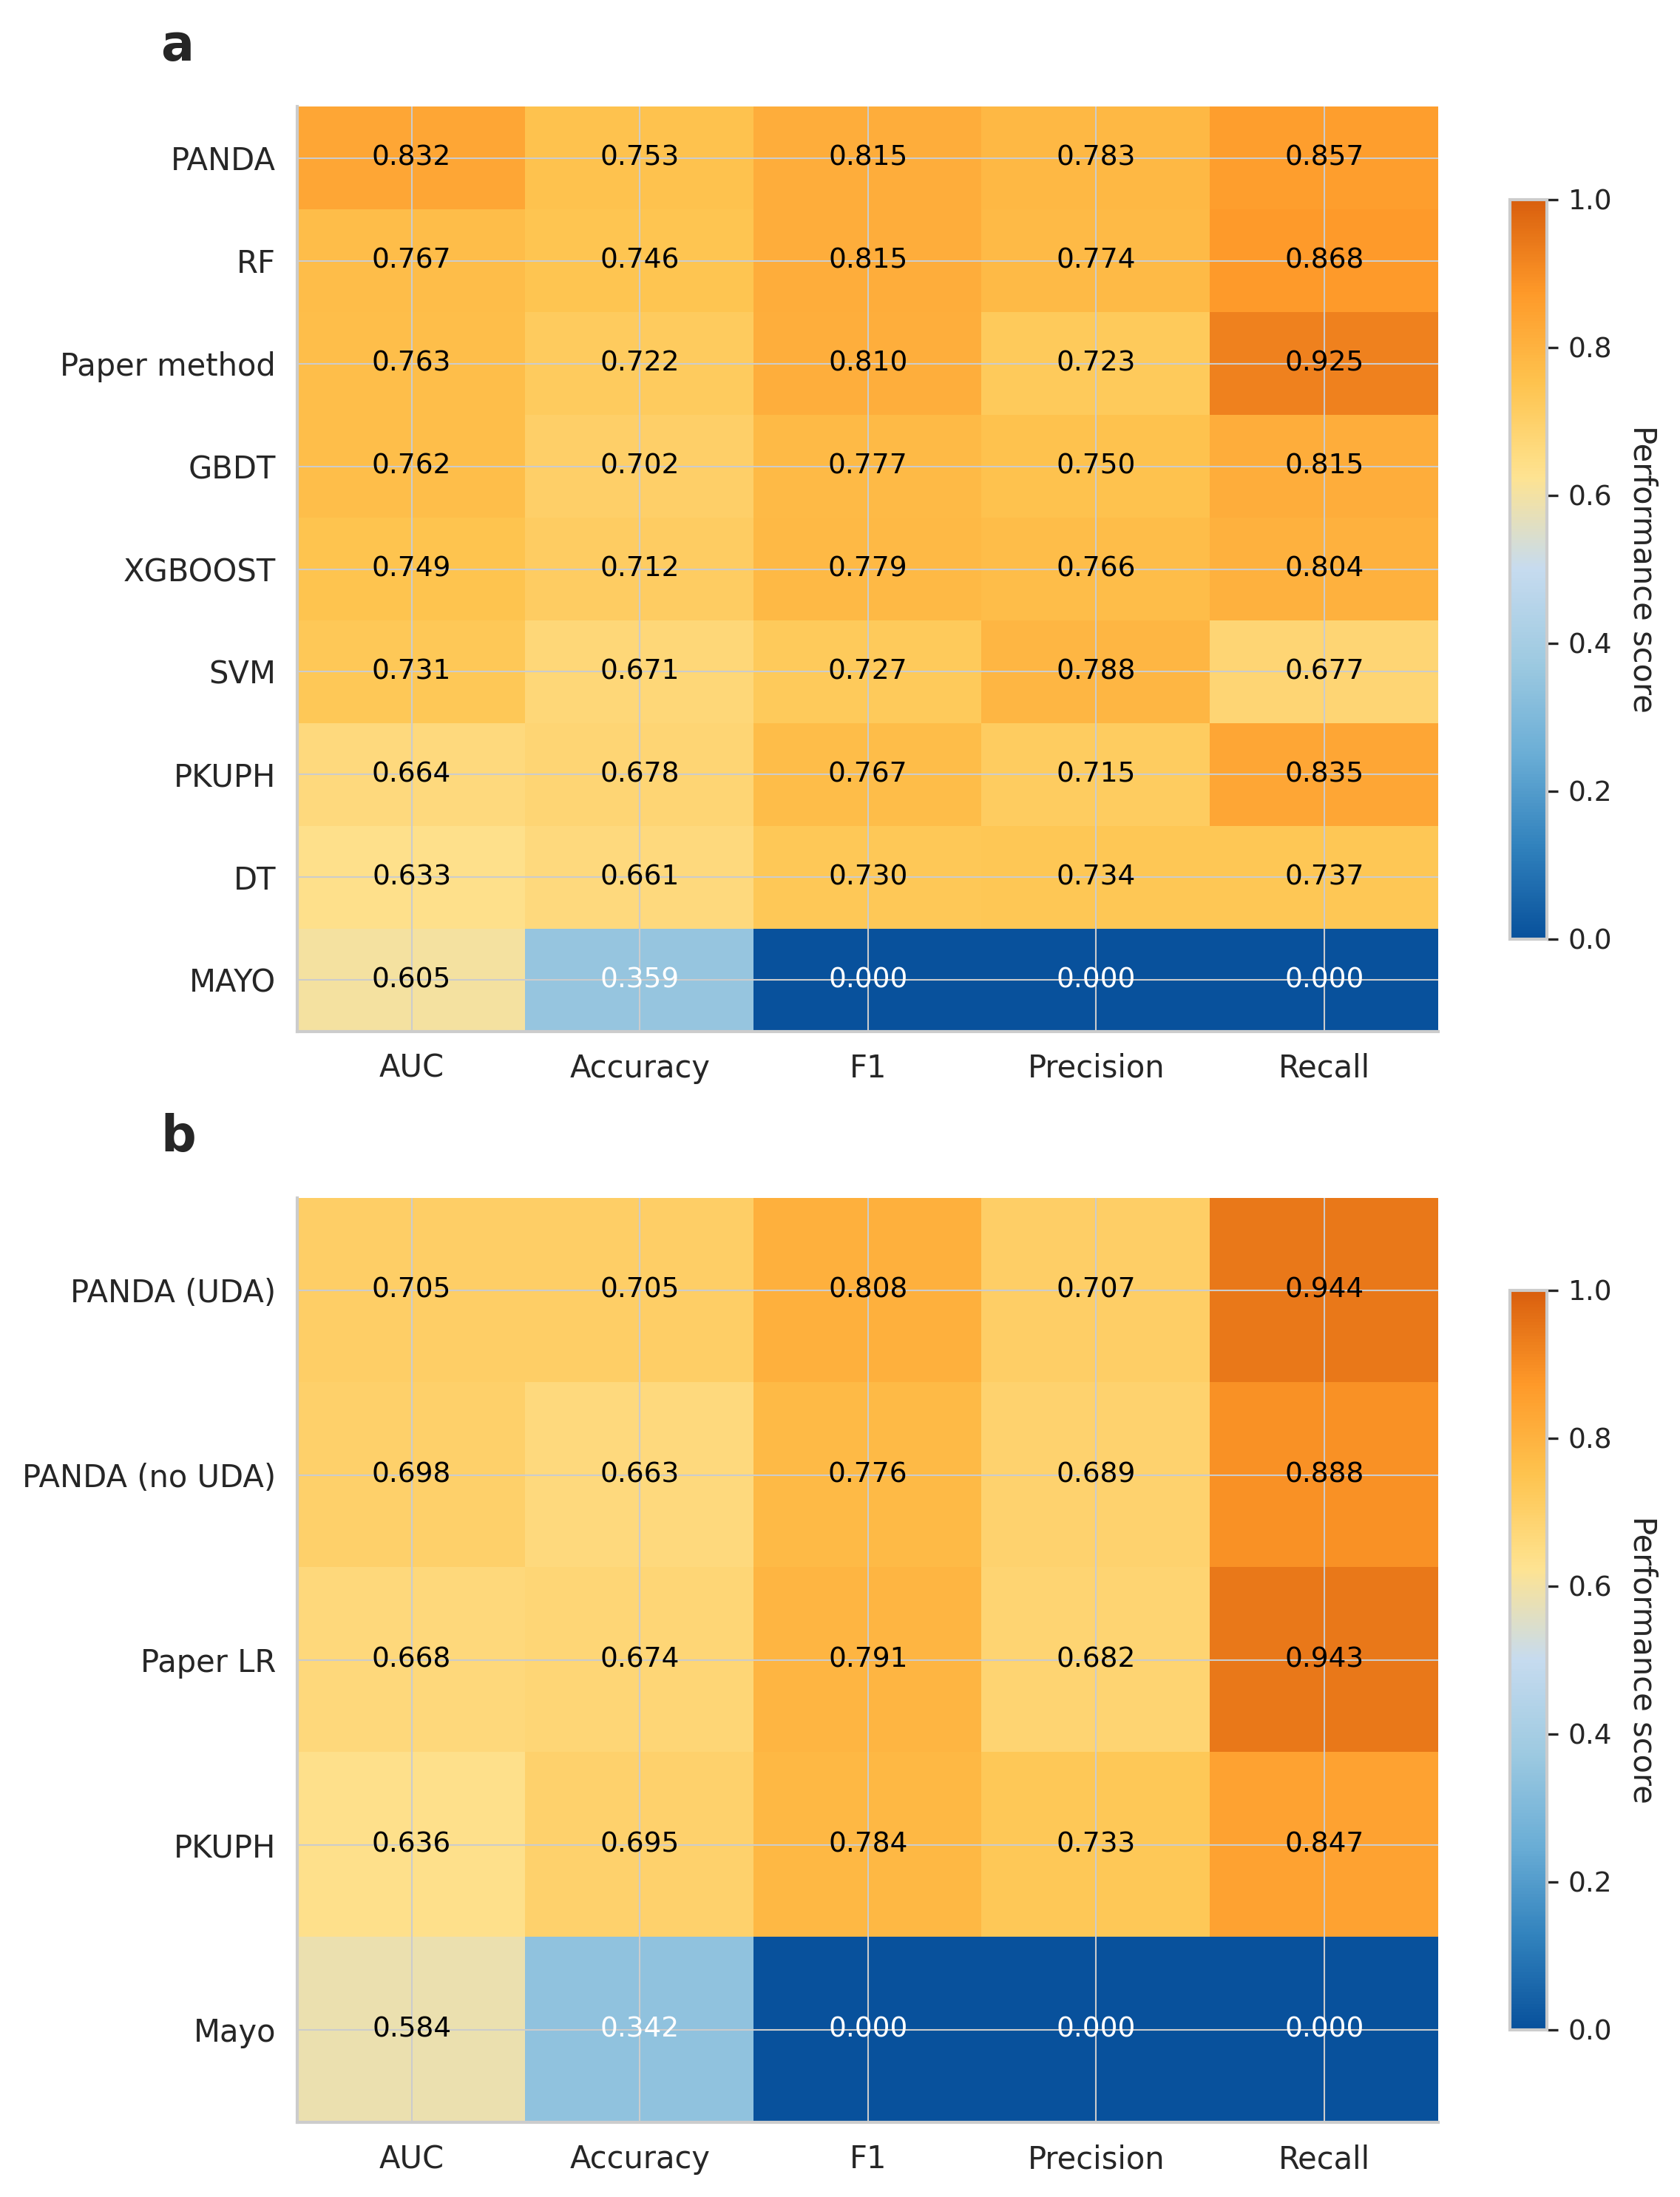 a
PANDA 0.832 0.753 0.815 0.783 0.857
RF 0.767 0.746 0.815 0.774 0.868
Paper method 0.763 0.722 0.810 0.723 0.925
GBDT 0.762 0.702 0.777 0.750 0.815
XGBOOST 0.749 0.712 0.779 0.766 0.804
SVM 0.731 0.671 0.727 0.788 0.677
PKUPH 0.664 0.678 0.767 0.715 0.835
DT 0.633 0.661 0.730 0.734 0.737
MAYO 0.605 0.359 0.000 0.000 0.000
AUC Accuracy F1 Precision Recall
1.0
0.8
0.6
0.4
0.2
0.0
Performance score
b
PANDA (UDA) 0.705 0.705 0.808 0.707 0.944
PANDA (no UDA) 0.698 0.663 0.776 0.689 0.888
Paper LR 0.668 0.674 0.791 0.682 0.943
PKUPH 0.636 0.695 0.784 0.733 0.847
Mayo 0.584 0.342 0.000 0.000 0.000
AUC Accuracy F1 Precision Recall
1.0
0.8
0.6
0.4
0.2
0.0
Performance score